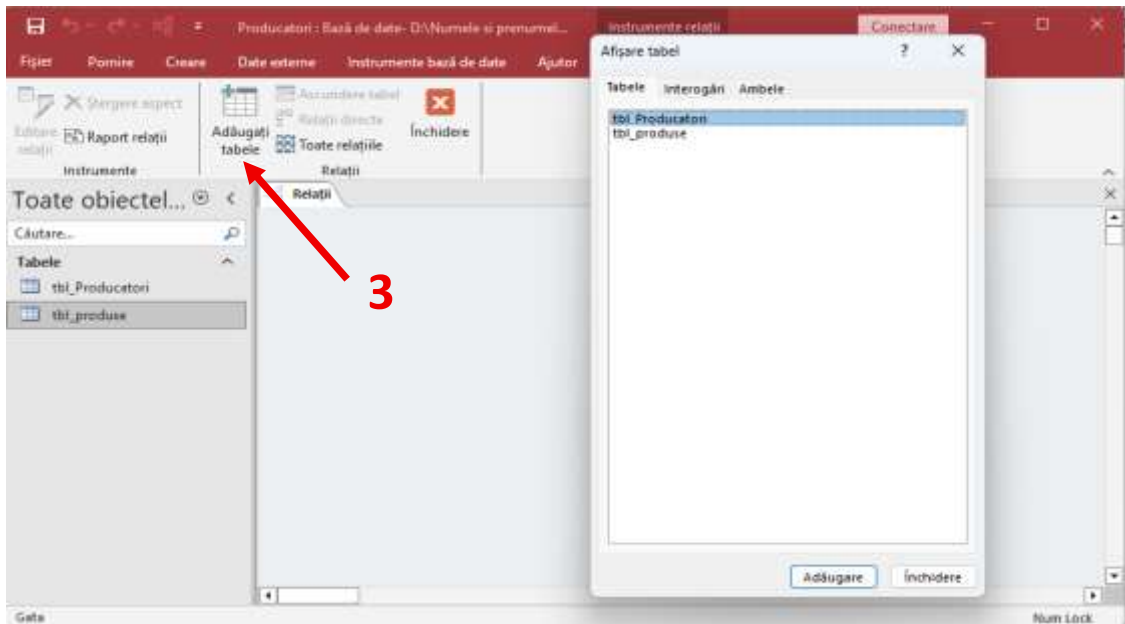 Producatori : Bază de date- D:\Numele si prenumel... Instrumente relații Conectare
Fișier Pornire Creare Date externe Instrumente bază de date Ajutor
Ștergere aspect
Editare relații
Raport relații
Instrumente
Adăugați tabele
Ascundere tabel
Relații directe
Toate relațiile
Închidere
Relații
Toate obiectel...
Căutare...
Tabele
tbl_Producatori
tbl_produse
Relații
3
Afișare tabel ? ×
Tabele Interogări Ambele
tbl_Producatori
tbl_produse
Adăugare Închidere
Gata Num Lock